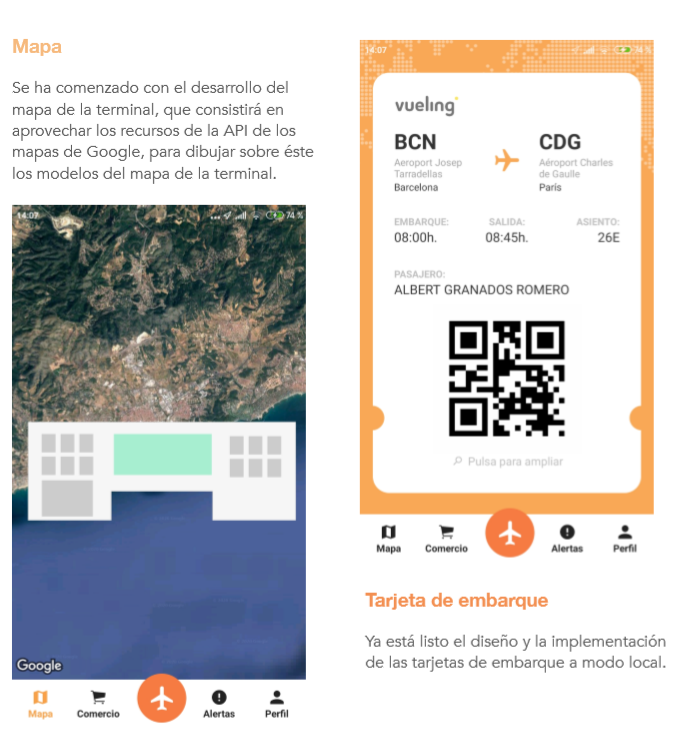 Mapa
Se ha comenzado con el desarrollo del
mapa de la terminal, que consistirá en
aprovechar los recursos de la API de los
mapas de Google, para dibujar sobre éste
los modelos del mapa de la terminal.
14:07
74 %
Google
Mapa Comercio Alertas Perfil
14:07
74 %
vueling
BCN CDG
Aeroport Josep
Tarradellas
Barcelona
Aéroport Charles
de Gaulle
París
EMBARQUE: SALIDA: ASIENTO:
08:00h. 08:45h. 26E
PASAJERO:
ALBERT GRANADOS ROMERO
Pulsa para ampliar
Mapa Comercio Alertas Perfil
Tarjeta de embarque
Ya está listo el diseño y la implementación
de las tarjetas de embarque a modo local.